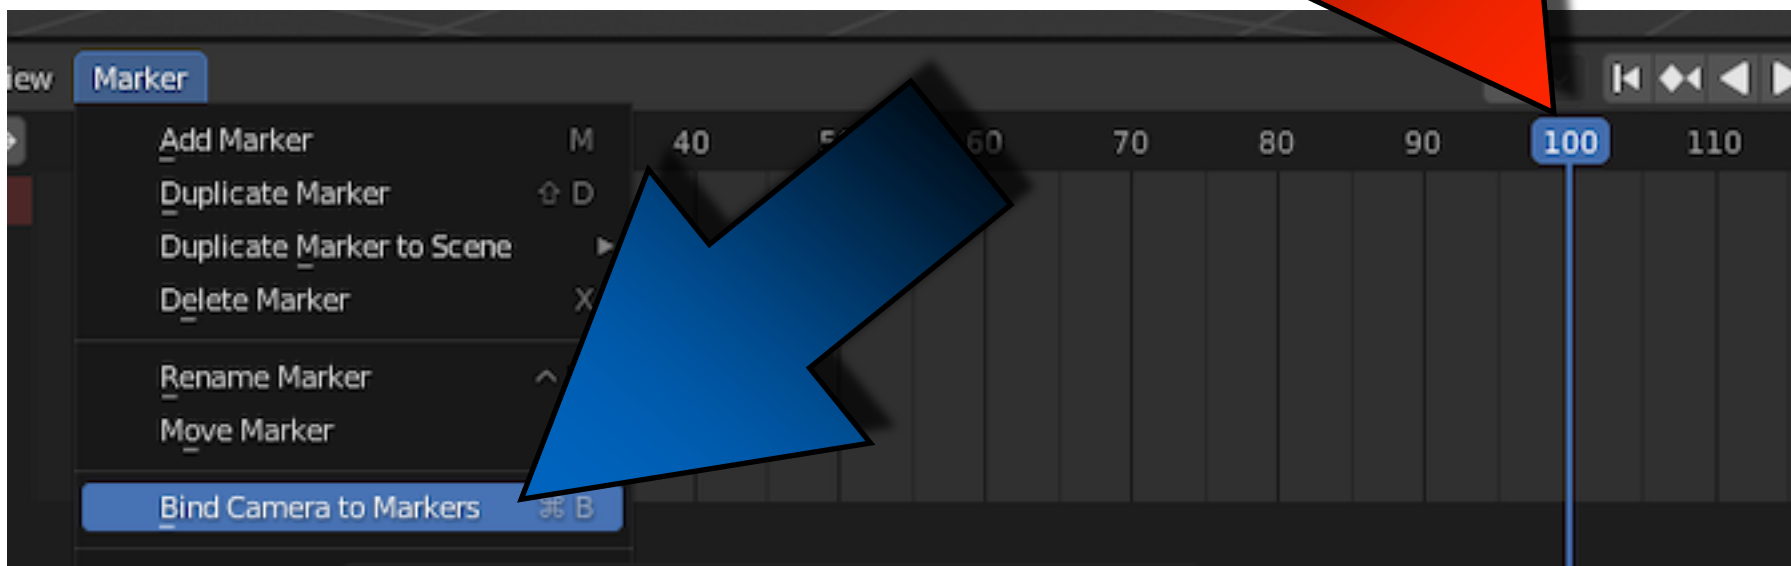 iew Marker
Add Marker M
40 60 70 80 90 100 110
Duplicate Marker ⇧ D
Duplicate Marker to Scene ▶
Delete Marker X
Rename Marker ^
Move Marker
Bind Camera to Markers ⌘ B